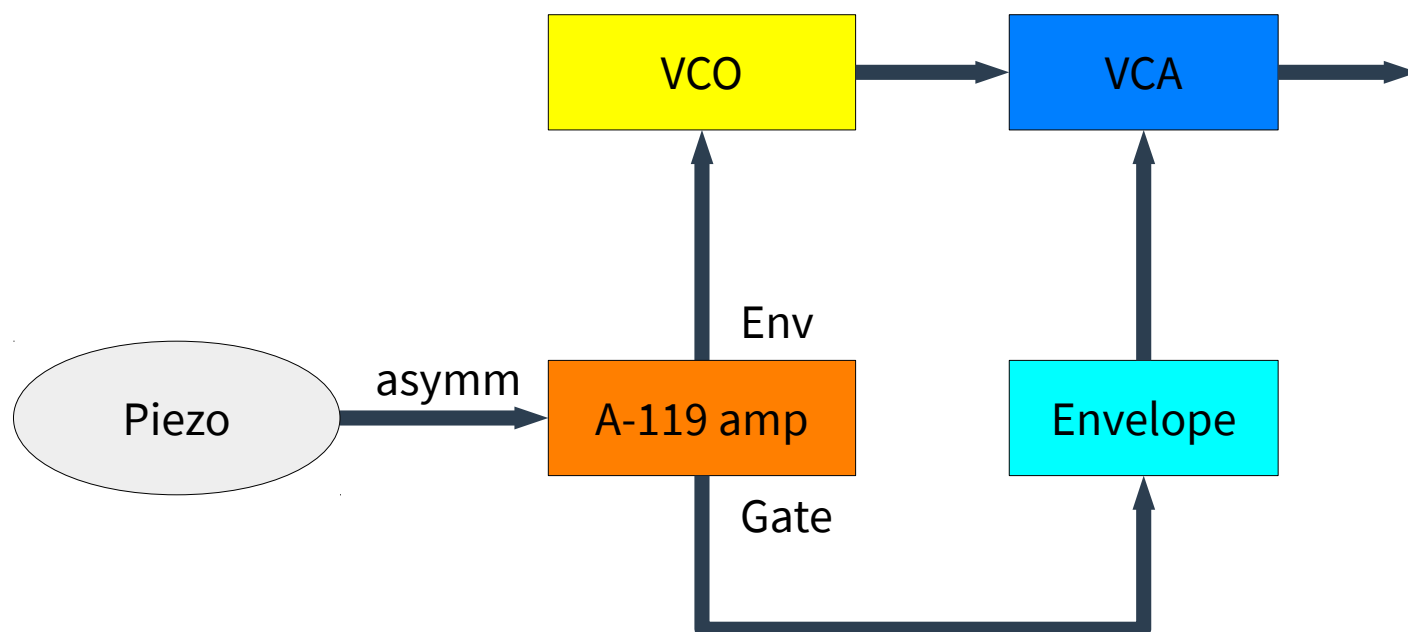 VCO
VCA
Env
asymm
Piezo
A-119 amp
Envelope
Gate